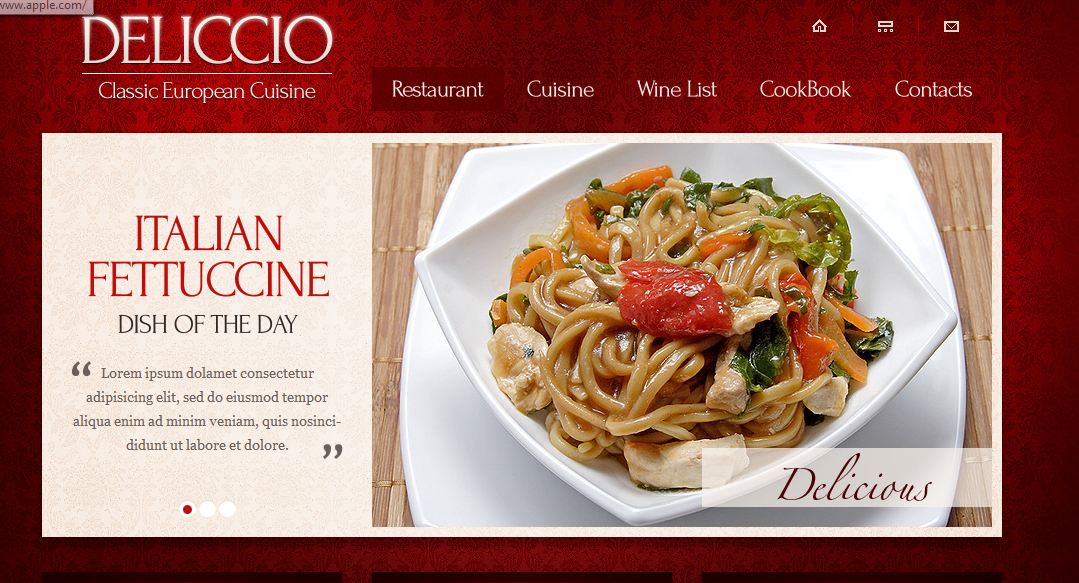 www.apple.com/
DELICCIO
Classic European Cuisine
Restaurant Cuisine Wine List CookBook Contacts
ITALIAN
FETTUCCINE
DISH OF THE DAY
“ Lorem ipsum dolamet consectetur
adipisicing elit, sed do eiusmod tempor
aliqua enim ad minim veniam, quis nosinci-
didunt ut labore et dolore. ”
Delicious